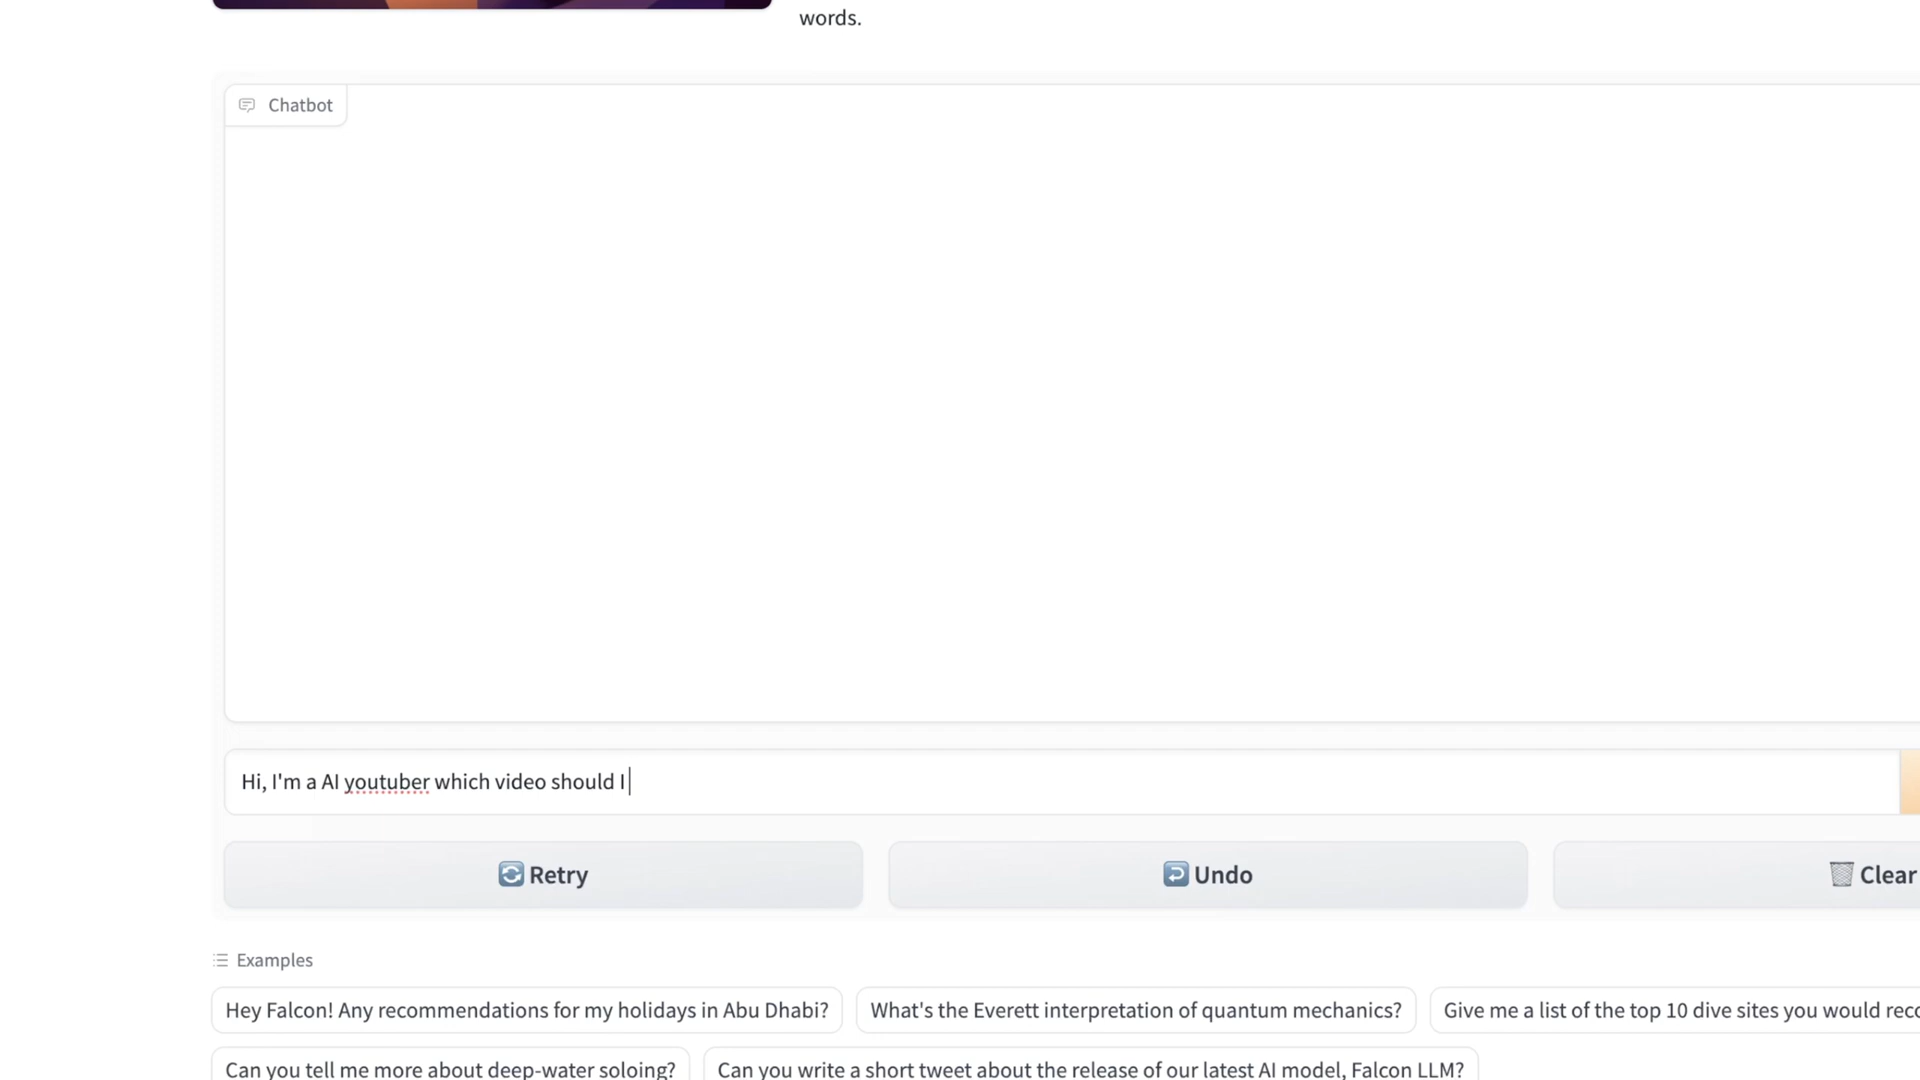 words.
Chatbot
Hi, I'm a AI youtuber which video should I
Retry
Undo
Clear
Examples
Hey Falcon! Any recommendations for my holidays in Abu Dhabi?
What's the Everett interpretation of quantum mechanics?
Give me a list of the top 10 dive sites you would
Can you tell me more about deep-water soloing?
Can you write a short tweet about the release of our latest AI model, Falcon LLM?